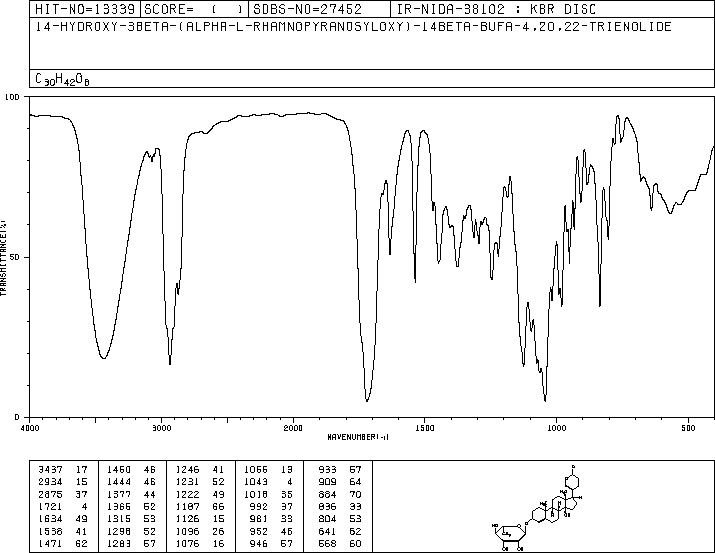 HIT-NO=13339 SCORE= ( ) SDBS-NO=27452 IR-NIDA-38102 : KBR DISC
14-HYDROXY-3BETA-(ALPHA-L-RHAMNOPYRANOSYLOXY)-14BETA-BUFA-4,20,22-TRIENOLIDE
C30H42O8
100
50
0
TRANSMITTANCE(%)
4000 3000 2000 1500 1000 500
WAVENUMBER(-1)
3437 17 1460 46 1246 41 1066 13 933 57
2934 15 1444 46 1231 52 1043 4 909 64
2875 37 1377 44 1222 49 1018 35 884 70
1721 4 1366 52 1187 66 992 37 836 33
1634 49 1315 53 1126 15 981 33 804 53
1538 41 1298 52 1096 26 952 46 641 62
1471 62 1283 57 1076 16 946 57 568 60